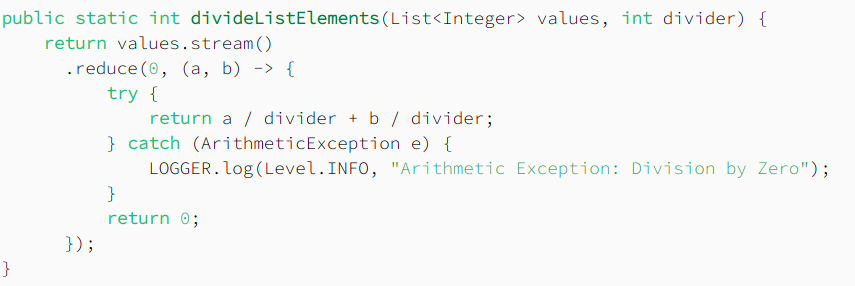 public static int divideListElements(List<Integer> values, int divider) {
    return values.stream()
      .reduce(0, (a, b) -> {
          try {
              return a / divider + b / divider;
          } catch (ArithmeticException e) {
              LOGGER.log(Level.INFO, "Arithmetic Exception: Division by Zero");
          }
          return 0;
      });
}